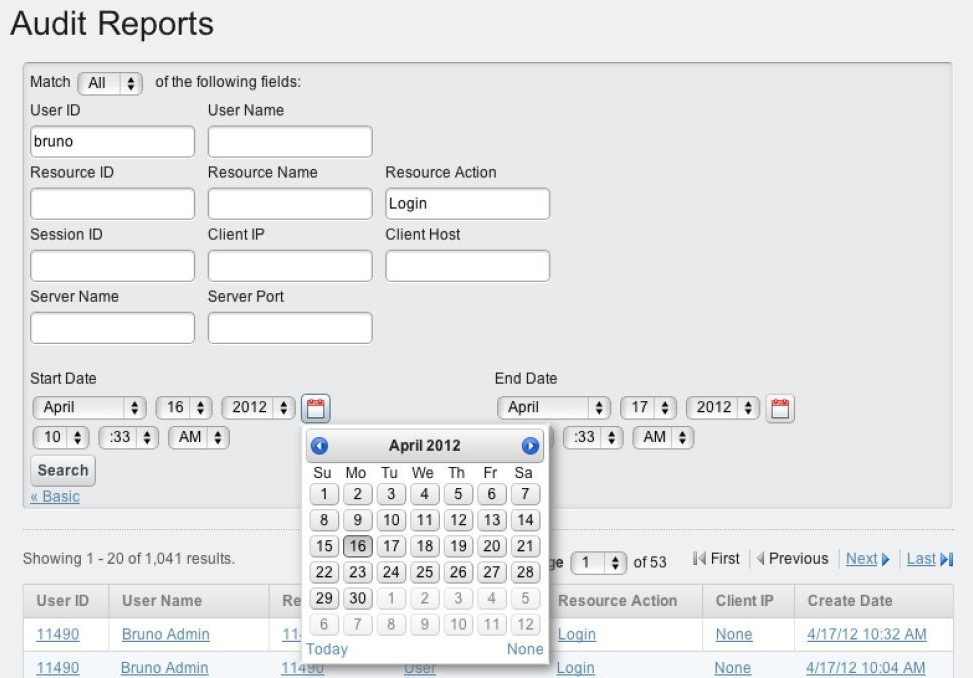 Audit Reports
Match All of the following fields:
User ID User Name
bruno
Resource ID Resource Name Resource Action
Login
Session ID Client IP Client Host
Server Name Server Port
Start Date End Date
April 16 2012 April 17 2012
10 :33 AM :33 AM
April 2012
Search
Su Mo Tu We Th Fr Sa
« Basic
1 2 3 4 5 6 7
8 9 10 11 12 13 14
15 16 17 18 19 20 21
Showing 1 - 20 of 1,041 results. 1 of 53 First Previous Next Last
22 23 24 25 26 27 28
29 30 1 2 3 4 5
User ID User Name Resource Action Client IP Create Date
6 7 8 9 10 11 12
11490 Bruno Admin Login None 4/17/12 10:32 AM
Today None
11490 Bruno Admin 11490 User Login None 4/17/12 10:04 AM